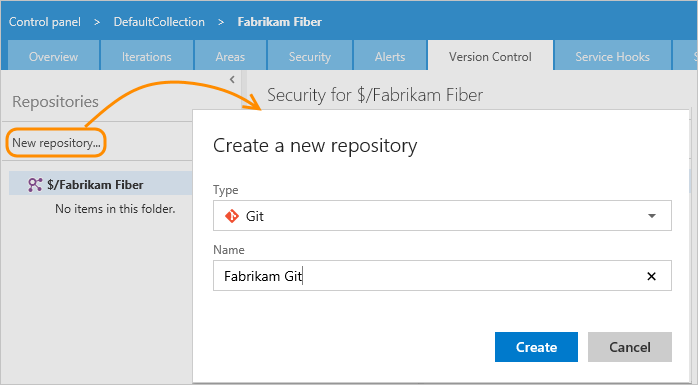 Control panel > DefaultCollection > Fabrikam Fiber
Overview Iterations Areas Security Alerts Version Control Service Hooks S
Repositories
Security for $/Fabrikam Fiber
New repository...
$/Fabrikam Fiber
No items in this folder.
Create a new repository
Type
Git
Name
Fabrikam Git
Create Cancel